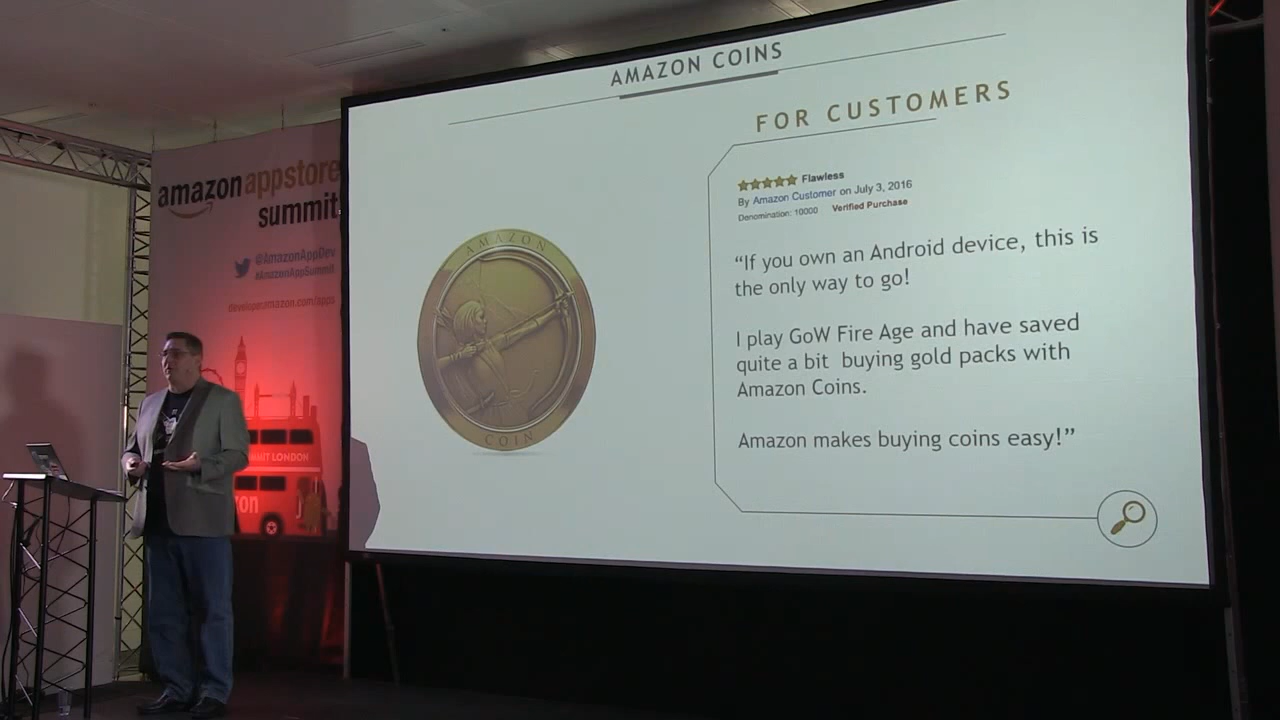 AMAZON COINS
FOR CUSTOMERS
Flawless
By Amazon Customer on July 3, 2016
Denomination: 10000 Verified Purchase
“If you own an Android device, this is
the only way to go!
I play GoW Fire Age and have saved
quite a bit buying gold packs with
Amazon Coins.
Amazon makes buying coins easy!”
AMAZON
COIN
amazon appstore
summit
@AmazonAppDev
#AmazonAppSummit
developer.amazon.com/apps
MMIT LONDON
zon